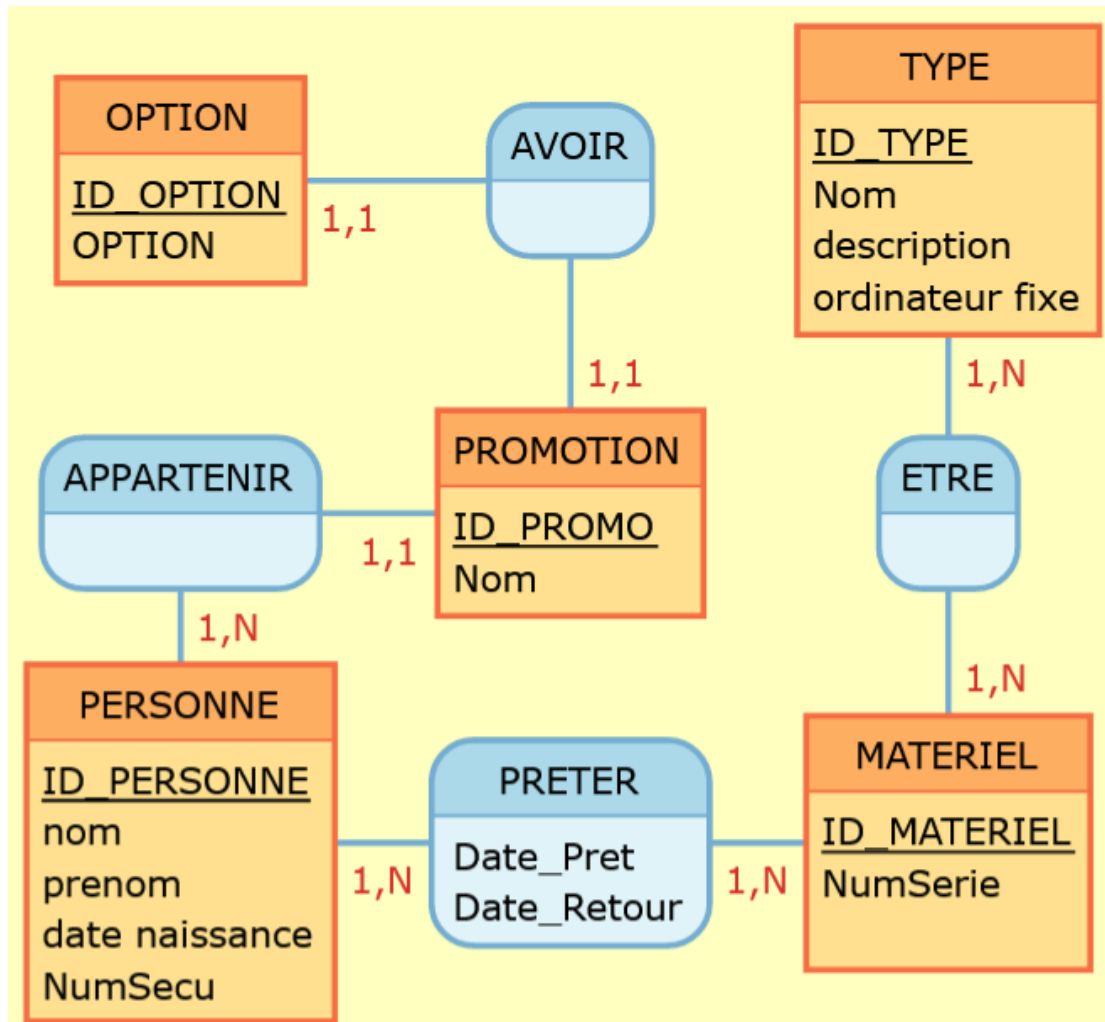 OPTION
ID_OPTION
OPTION
1,1
AVOIR
1,1
TYPE
ID_TYPE
Nom
description
ordinateur fixe
1,N
APPARTENIR
1,1
1,N
PROMOTION
ID_PROMO
Nom
ETRE
1,N
PERSONNE
ID_PERSONNE
nom
prenom
date naissance
NumSecu
1,N
PRETER
Date_Pret
Date_Retour
1,N
MATERIEL
ID_MATERIEL
NumSerie